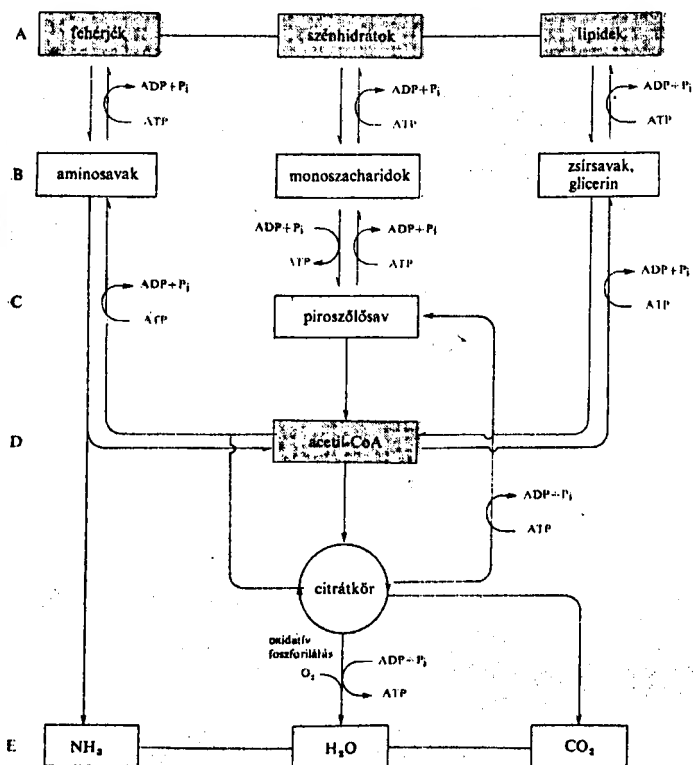 A
fehérjék
szénhidrátok
lipidek
ADP+Pi
ATP
ADP+Pi
ATP
ADP+Pi
ATP
B
aminosavak
monoszacharidok
zsírsavak,
glicerin
ADP+Pi
ATP
ADP+Pi
ATP
ADP+Pi
ATP
ADP+Pi
ATP
C
piroszőlősav
D
acetil-CoA
ADP+Pi
ATP
citrátkör
oxidatív
foszforilálás
O₂
ADP+Pi
ATP
E
NH₃
H₂O
CO₂